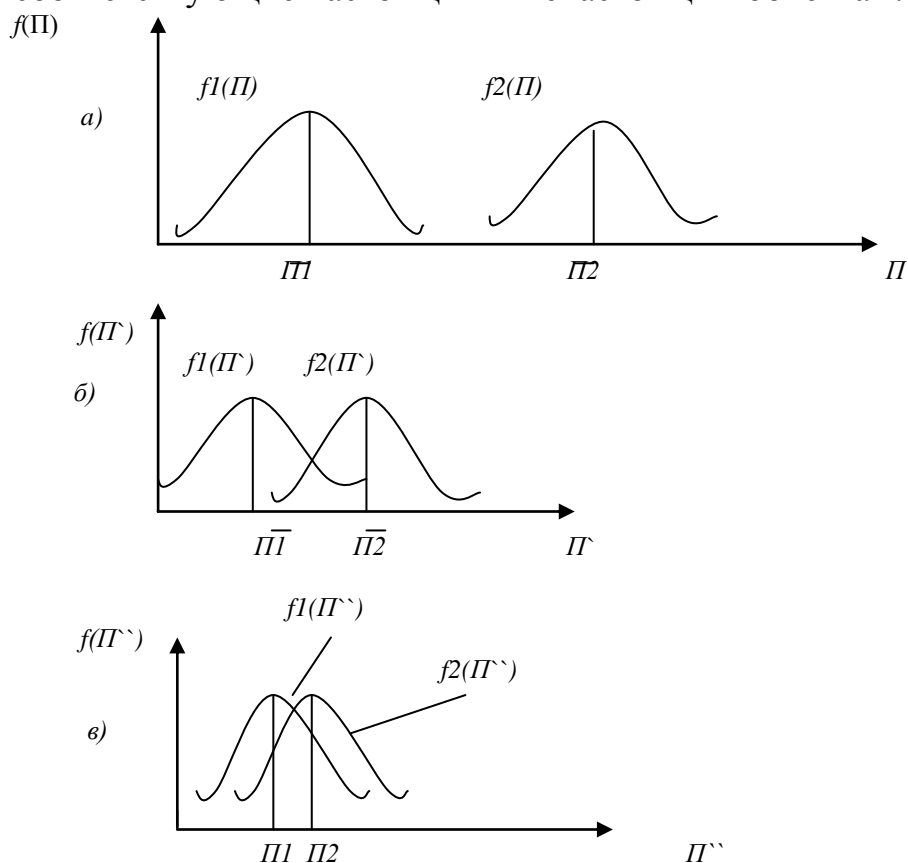 f(П)
f1(П) f2(П)
а)
П1 П2 П
f(П`)
f1(П`) f2(П`)
б)
П1 П2 П`
f1(П``)
f(П``)
f2(П``)
в)
П1 П2 П``